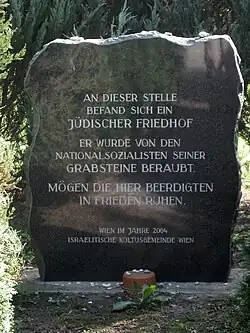 AN DIESER STELLE
BEFAND SICH EIN
JÜDISCHER FRIEDHOF
ER WURDE VON DEN
NATIONALSOZIALISTEN SEINER
GRABSTEINE BERAUBT.
MÖGEN DIE HIER BEERDIGTEN
IN FRIEDEN RUHEN.
WIEN IM JAHRE 2004
ISRAELITISCHE KULTUSGEMEINDE WIEN